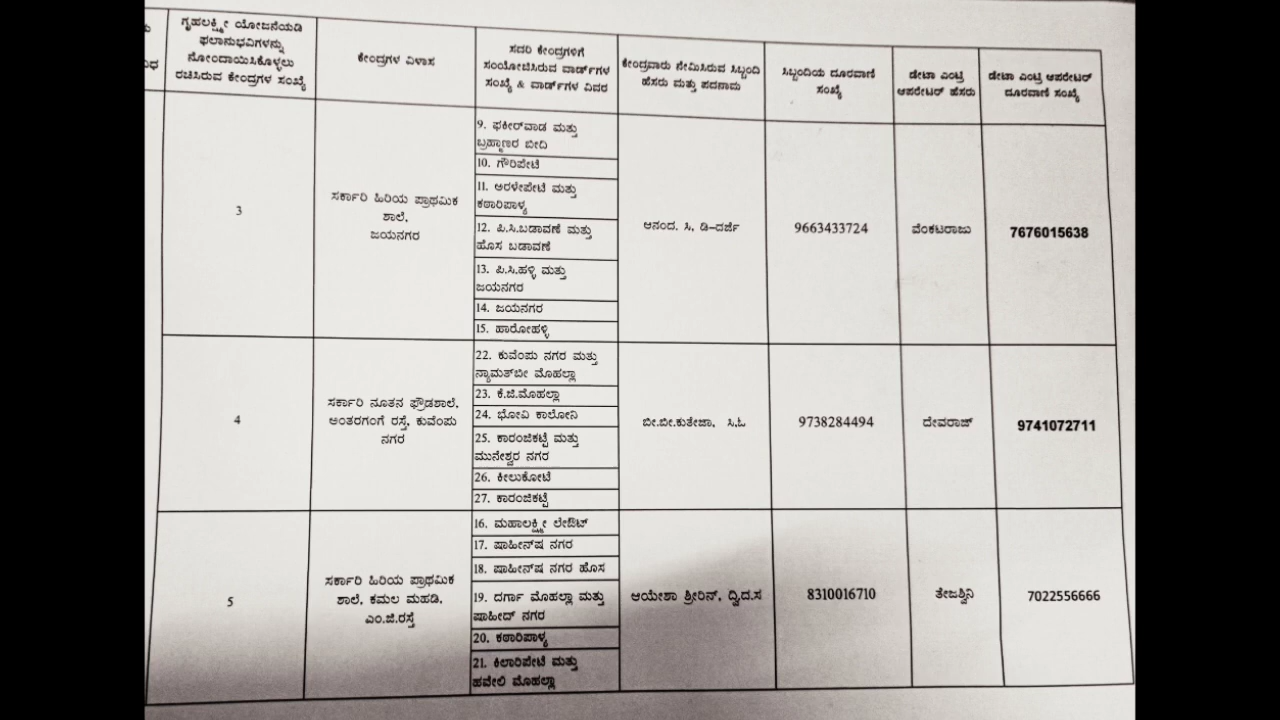 ಗೃಹಲಕ್ಷ್ಮೀ ಯೋಜನೆಯಡಿ
ಫಲಾನುಭವಿಗಳನ್ನು
ನೋಂದಾಯಿಸಿಕೊಳ್ಳಲು
ರಚಿಸಿರುವ ಕೇಂದ್ರಗಳ ಸಂಖ್ಯೆ
ಕೇಂದ್ರಗಳ ವಿಳಾಸ
ಸದರಿ ಕೇಂದ್ರಗಳಿಗೆ
ಸಂಯೋಜಿಸಿರುವ ವಾರ್ಡ್‌ಗಳ
ಸಂಖ್ಯೆ & ವಾರ್ಡ್‌ಗಳ ವಿವರ
ಕೇಂದ್ರವಾರು ನೇಮಿಸಿರುವ ಸಿಬ್ಬಂದಿ
ಹೆಸರು ಮತ್ತು ಪದನಾಮ
ಸಿಬ್ಬಂದಿಯ ದೂರವಾಣಿ
ಸಂಖ್ಯೆ
ಡೇಟಾ ಎಂಟ್ರಿ
ಆಪರೇಟರ್ ಹೆಸರು
ಡೇಟಾ ಎಂಟ್ರಿ ಆಪರೇಟರ್
ದೂರವಾಣಿ ಸಂಖ್ಯೆ
3
ಸರ್ಕಾರಿ ಹಿರಿಯ ಪ್ರಾಥಮಿಕ
ಶಾಲೆ,
ಜಯನಗರ
9. ಫಕೀರ್‌ವಾಡ ಮತ್ತು
ಬ್ರಹ್ಮಾಣರ ಬೀದಿ
10. ಗೌರಿಪೇಟೆ
11. ಅರಳೇಪೇಟೆ ಮತ್ತು
ಕಠಾರಿಪಾಳ್ಯ
12. ಪಿ.ಸಿ.ಬಡಾವಣೆ ಮತ್ತು
ಹೊಸ ಬಡಾವಣೆ
13. ಪಿ.ಸಿ.ಹಳ್ಳಿ ಮತ್ತು
ಜಯನಗರ
14. ಜಯನಗರ
15. ಹಾರೋಹಳ್ಳಿ
ಆನಂದ. ಸಿ, ಡಿ–ದರ್ಜೆ
9663433724
ವೆಂಕಟರಾಜು
7676015638
4
ಸರ್ಕಾರಿ ನೂತನ ಫ್ರೌಡಶಾಲೆ,
ಅಂತರಗಂಗೆ ರಸ್ತೆ, ಕುವೆಂಪು
ನಗರ
22. ಕುವೆಂಪು ನಗರ ಮತ್ತು
ನ್ಯಾಮತ್‌ಬೀ ಮೊಹಲ್ಲಾ
23. ಕೆ.ಜಿ.ಮೊಹಲ್ಲಾ
24. ಭೋವಿ ಕಾಲೋನಿ
25. ಕಾರಂಜಿಕಟ್ಟೆ ಮತ್ತು
ಮುನೇಶ್ವರ ನಗರ
26. ಕೀಲುಕೋಟೆ
27. ಕಾರಂಜಿಕಟ್ಟೆ
ಬೀ.ಬೀ.ಕುತೇಜಾ, ಸಿ.ಓ
9738284494
ದೇವರಾಜ್
9741072711
5
ಸರ್ಕಾರಿ ಹಿರಿಯ ಪ್ರಾಥಮಿಕ
ಶಾಲೆ, ಕಮಲ ಮಹಡಿ,
ಎಂ.ಜಿ.ರಸ್ತೆ
16. ಮಹಾಲಕ್ಷ್ಮೀ ಲೇಔಟ್
17. ಷಾಹೀನ್‌ಷ ನಗರ
18. ಷಾಹೀನ್‌ಷ ನಗರ ಹೊಸ
19. ದರ್ಗಾ ಮೊಹಲ್ಲಾ ಮತ್ತು
ಷಾಹೀದ್ ನಗರ
20. ಕಠಾರಿಪಾಳ್ಯ
21. ಕಿಲಾರಿಪೇಟೆ ಮತ್ತು
ಹವೇಲಿ ಮೊಹಲ್ಲಾ
ಆಯೇಶಾ ಶ್ರೀರಿನ್, ದ್ವಿ.ದ.ಸ
8310016710
ತೇಜಶ್ವಿನಿ
7022556666